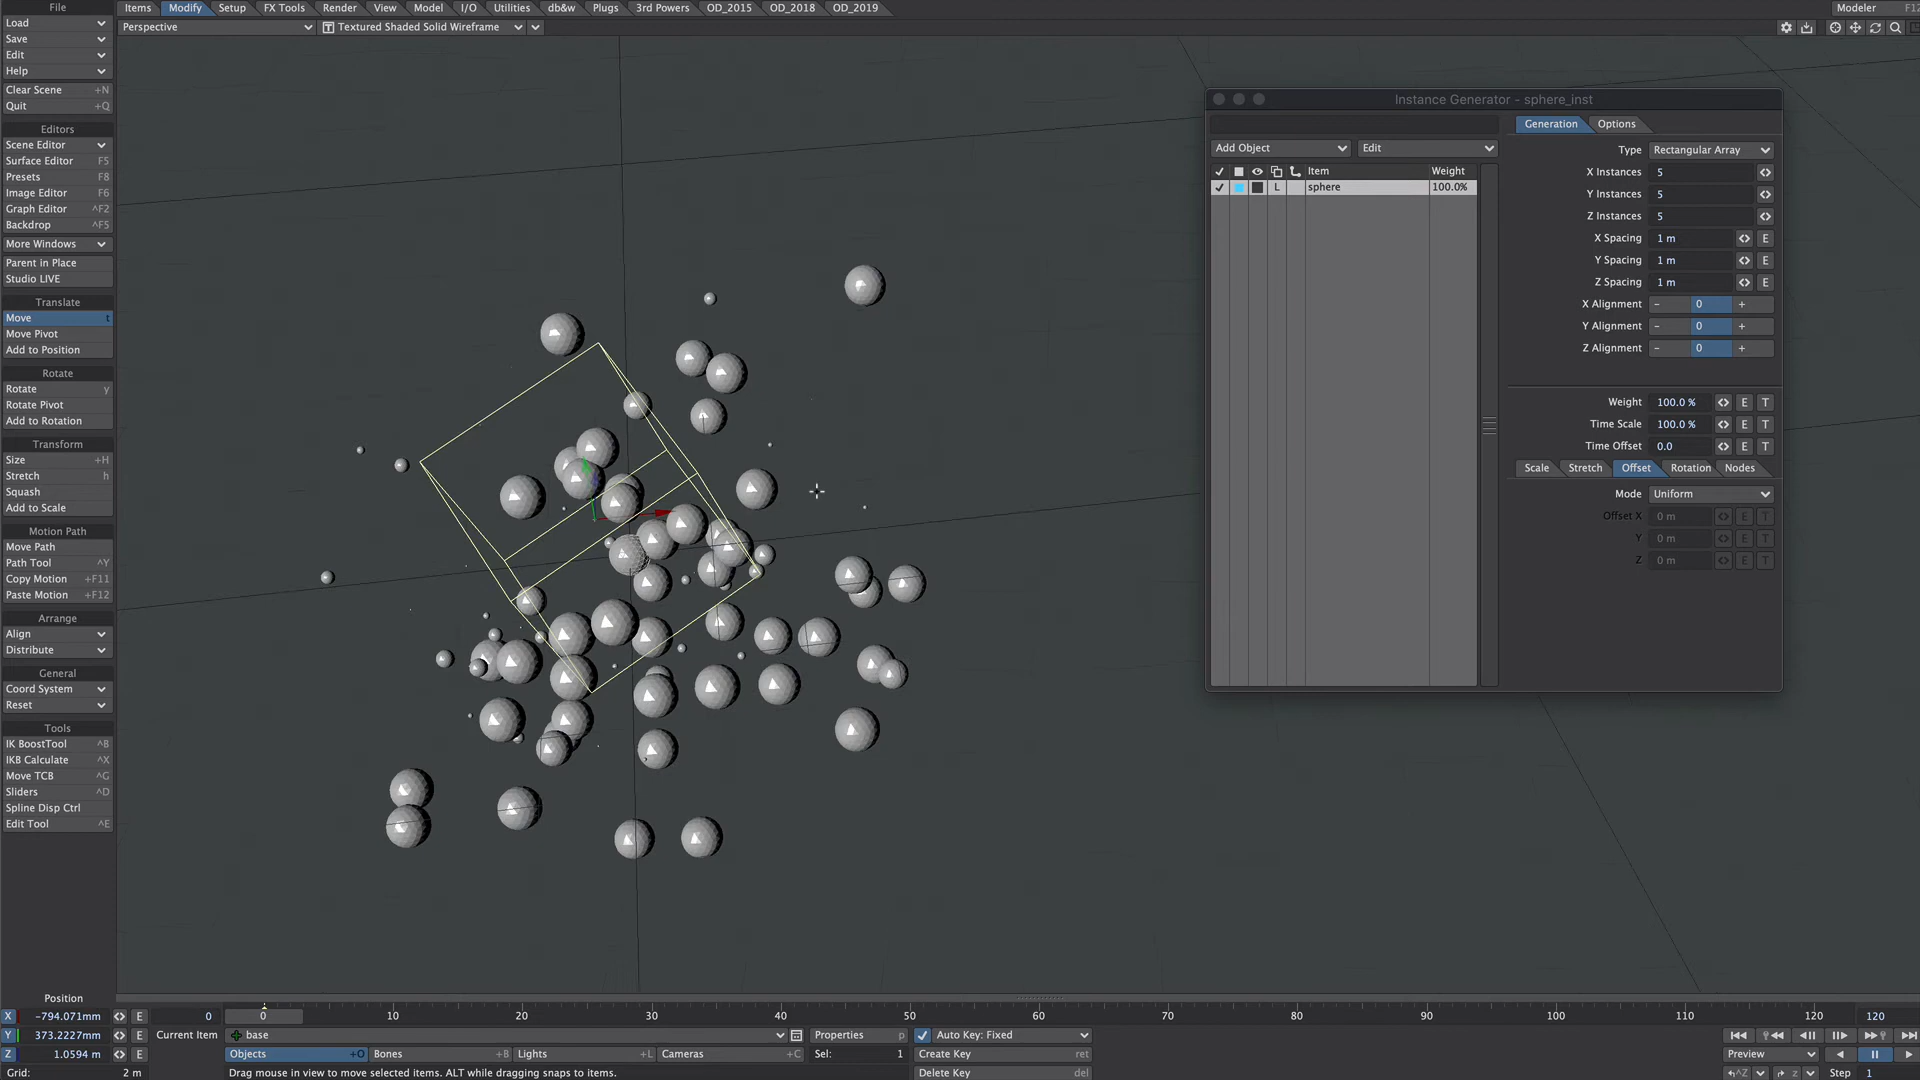 File
Items
Modify
Setup
FX Tools
Render
View
Model
I/O
Utilities
db&w
Plugs
3rd Powers
OD_2015
OD_2018
OD_2019
Modeler
F12
Load
Save
Edit
Help
Clear Scene +N
Quit +Q
Editors
Scene Editor
Surface Editor F5
Presets F8
Image Editor F6
Graph Editor ^F2
Backdrop ^F5
More Windows
Parent in Place
Studio LIVE
Translate
Move t
Move Pivot
Add to Position
Rotate
Rotate y
Rotate Pivot
Add to Rotation
Transform
Size +H
Stretch h
Squash
Add to Scale
Motion Path
Move Path
Path Tool ^Y
Copy Motion +F11
Paste Motion +F12
Arrange
Align
Distribute
General
Coord System
Reset
Tools
IK BoostTool ^B
IKB Calculate ^X
Move TCB ^G
Sliders ^D
Spline Disp Ctrl
Edit Tool ^E
Perspective
T Textured Shaded Solid Wireframe
Instance Generator - sphere_inst
Add Object
Edit
Item Weight
L sphere 100.0%
Generation
Options
Type Rectangular Array
X Instances 5
Y Instances 5
Z Instances 5
X Spacing 1 m E
Y Spacing 1 m E
Z Spacing 1 m E
X Alignment - 0 +
Y Alignment - 0 +
Z Alignment - 0 +
Weight 100.0 % E T
Time Scale 100.0 % E T
Time Offset 0.0 E T
Scale Stretch Offset Rotation Nodes
Mode Uniform
Offset X 0 m E T
Y 0 m E T
Z 0 m E T
Position
X -794.071mm E
Y 373.2227mm E
Z 1.0594 m E
Grid: 2 m
0 0 10 20 30 40 50 60 70 80 90 100 110 120 120
Current Item base
Properties p
Auto Key: Fixed
Objects +O
Bones +B
Lights +L
Cameras +C
Sel: 1
Create Key ret
Delete Key del
Drag mouse in view to move selected items. ALT while dragging snaps to items.
Preview
^Z z Step 1